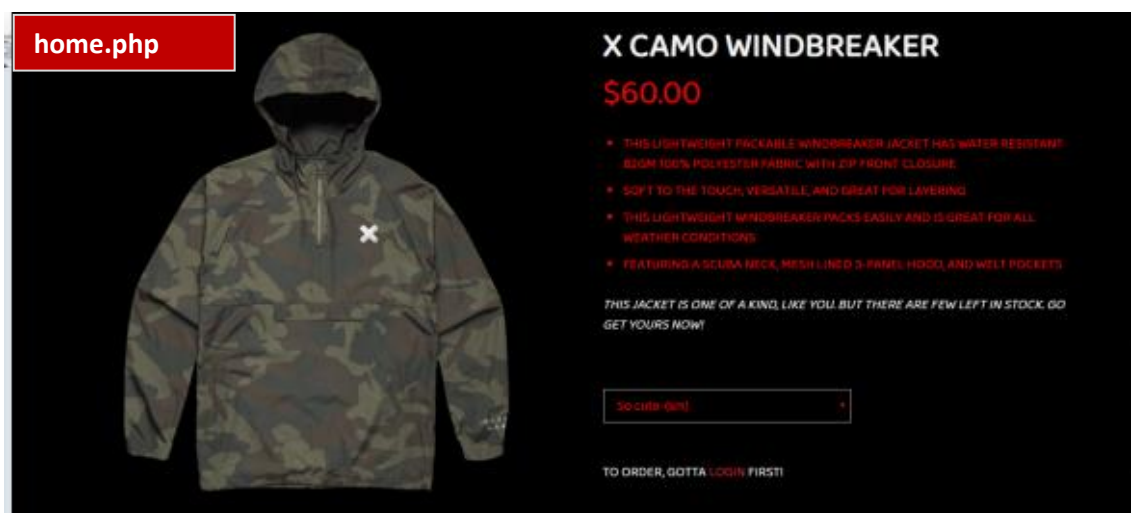 home.php
X CAMO WINDBREAKER
$60.00
THIS LIGHTWEIGHT PACKABLE WINDBREAKER JACKET HAS WATER RESISTANT
82GM 100% POLYESTER FABRIC WITH ZIP FRONT CLOSURE
SOFT TO THE TOUCH, VERSATILE, AND GREAT FOR LAYERING
THIS LIGHTWEIGHT WINDBREAKER PACKS EASILY AND IS GREAT FOR ALL
WEATHER CONDITIONS
FEATURING A SCUBA NECK, MESH LINED 3-PANEL HOOD, AND WELT POCKETS
THIS JACKET IS ONE OF A KIND, LIKE YOU. BUT THERE ARE FEW LEFT IN STOCK. GO
GET YOURS NOW!
So cute
TO ORDER, GOTTA LOGIN FIRST!